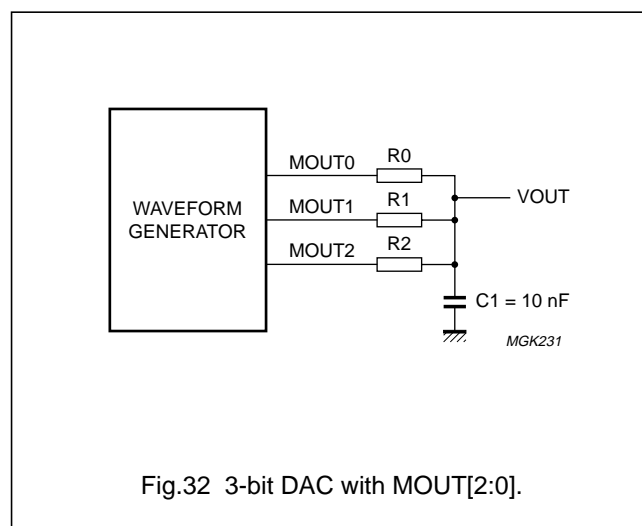 MOUT0
R0
VOUT
WAVEFORM
GENERATOR
MOUT1
R1
MOUT2
R2
C1 = 10 nF
MGK231
Fig.32 3-bit DAC with MOUT[2:0].